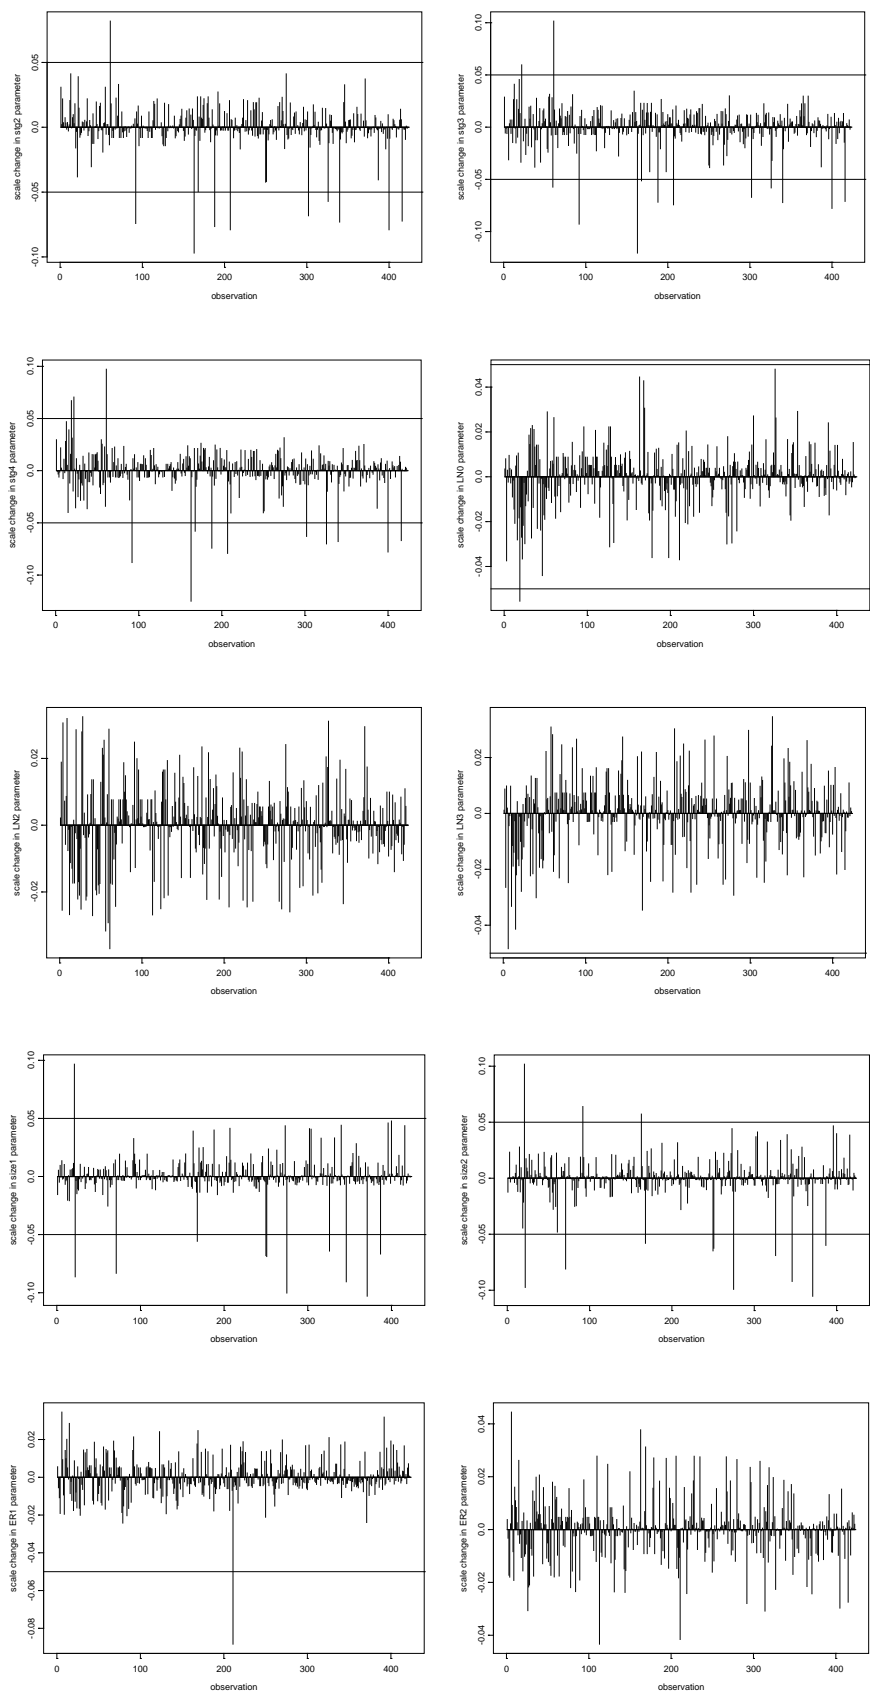 0.05
0.0
-0.05
-0.10
scale change in stg2 parameter
0 100 200 300 400
observation
0.10
0.05
0.0
-0.05
-0.10
scale change in stg3 parameter
0 100 200 300 400
observation
0.10
0.05
0.0
-0.05
-0.10
scale change in stg4 parameter
0 100 200 300 400
observation
0.04
0.02
0.0
-0.02
-0.04
scale change in LN0 parameter
0 100 200 300 400
observation
0.02
0.0
-0.02
scale change in LN2 parameter
0 100 200 300 400
observation
0.02
0.0
-0.02
-0.04
scale change in LN3 parameter
0 100 200 300 400
observation
0.10
0.05
0.0
-0.05
-0.10
scale change in size1 parameter
0 100 200 300 400
observation
0.10
0.05
0.0
-0.05
-0.10
scale change in size2 parameter
0 100 200 300 400
observation
0.02
0.0
-0.02
-0.04
-0.06
-0.08
scale change in ER1 parameter
0 100 200 300 400
observation
0.04
0.02
0.0
-0.02
-0.04
scale change in ER2 parameter
0 100 200 300 400
observation